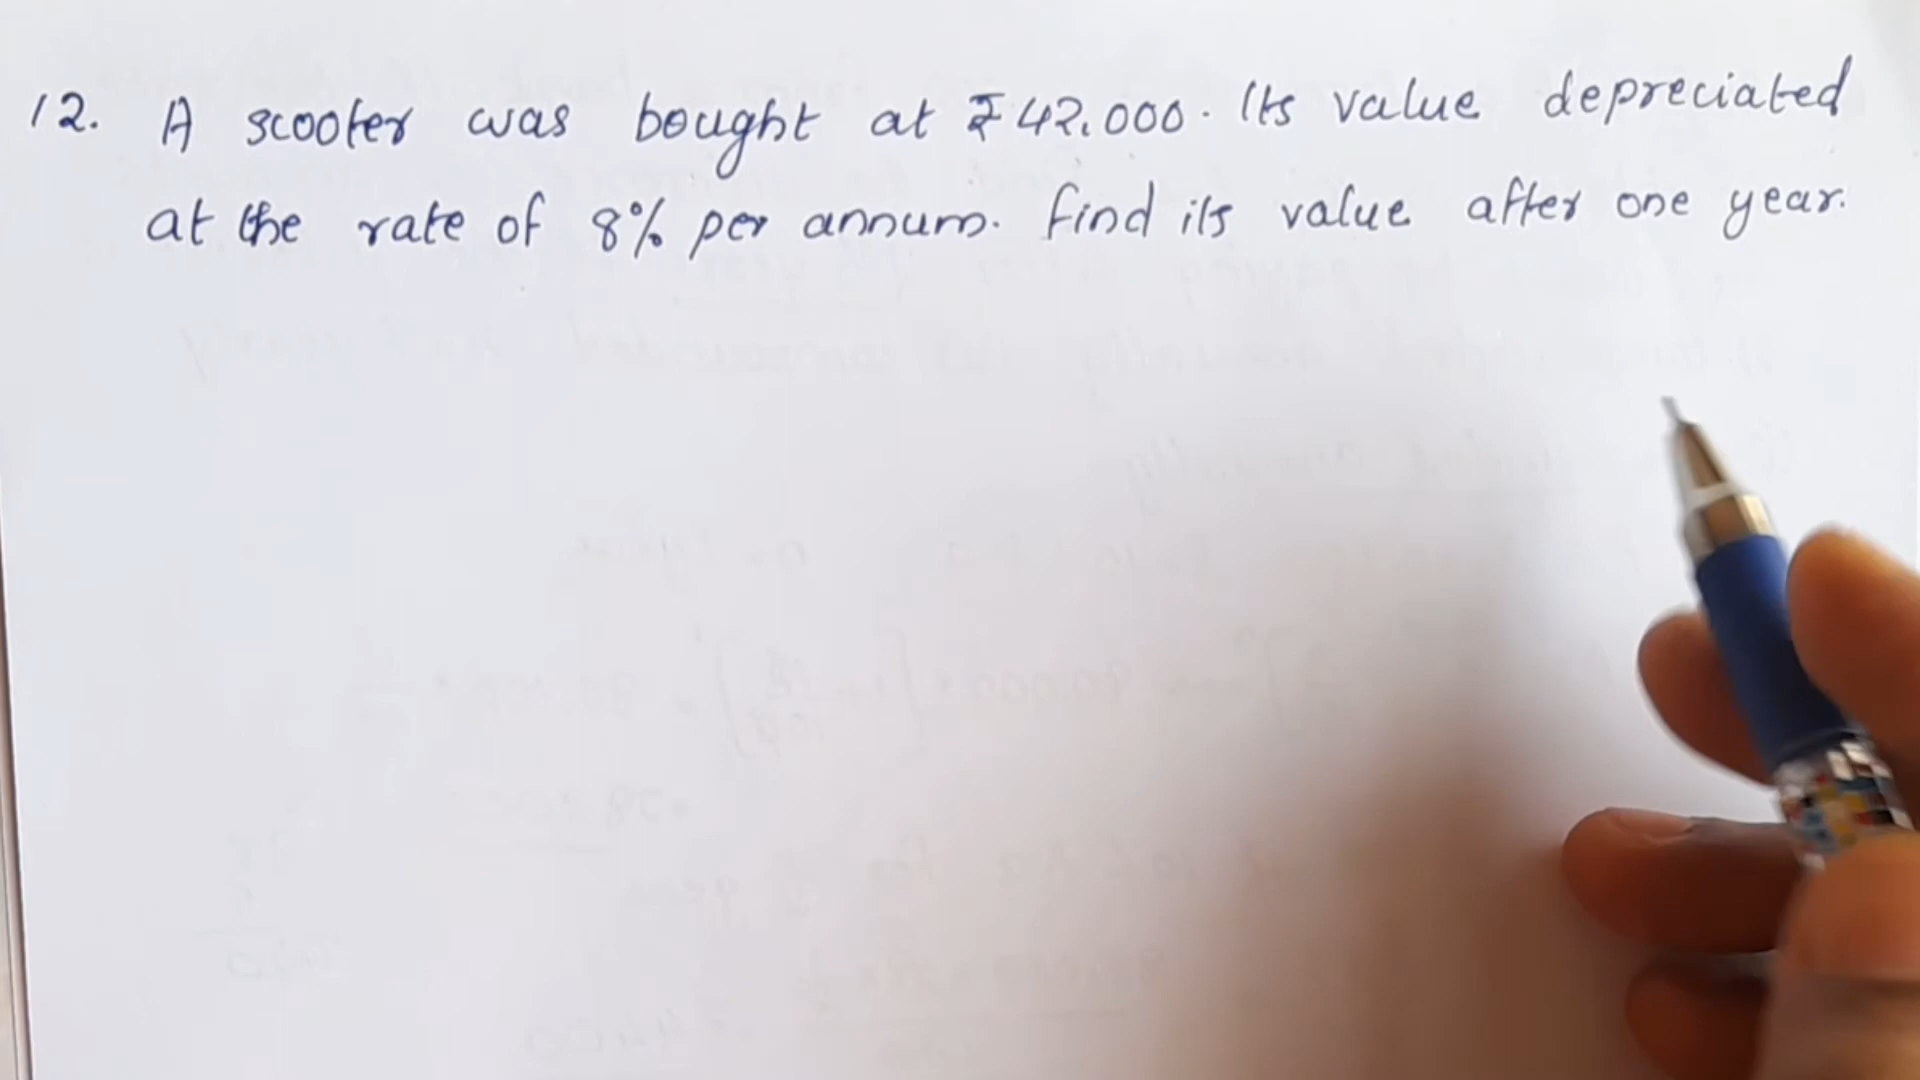 12. A scooter was bought at ₹42,000. Its value depreciated
at the rate of 8% per annum. Find its value after one year.